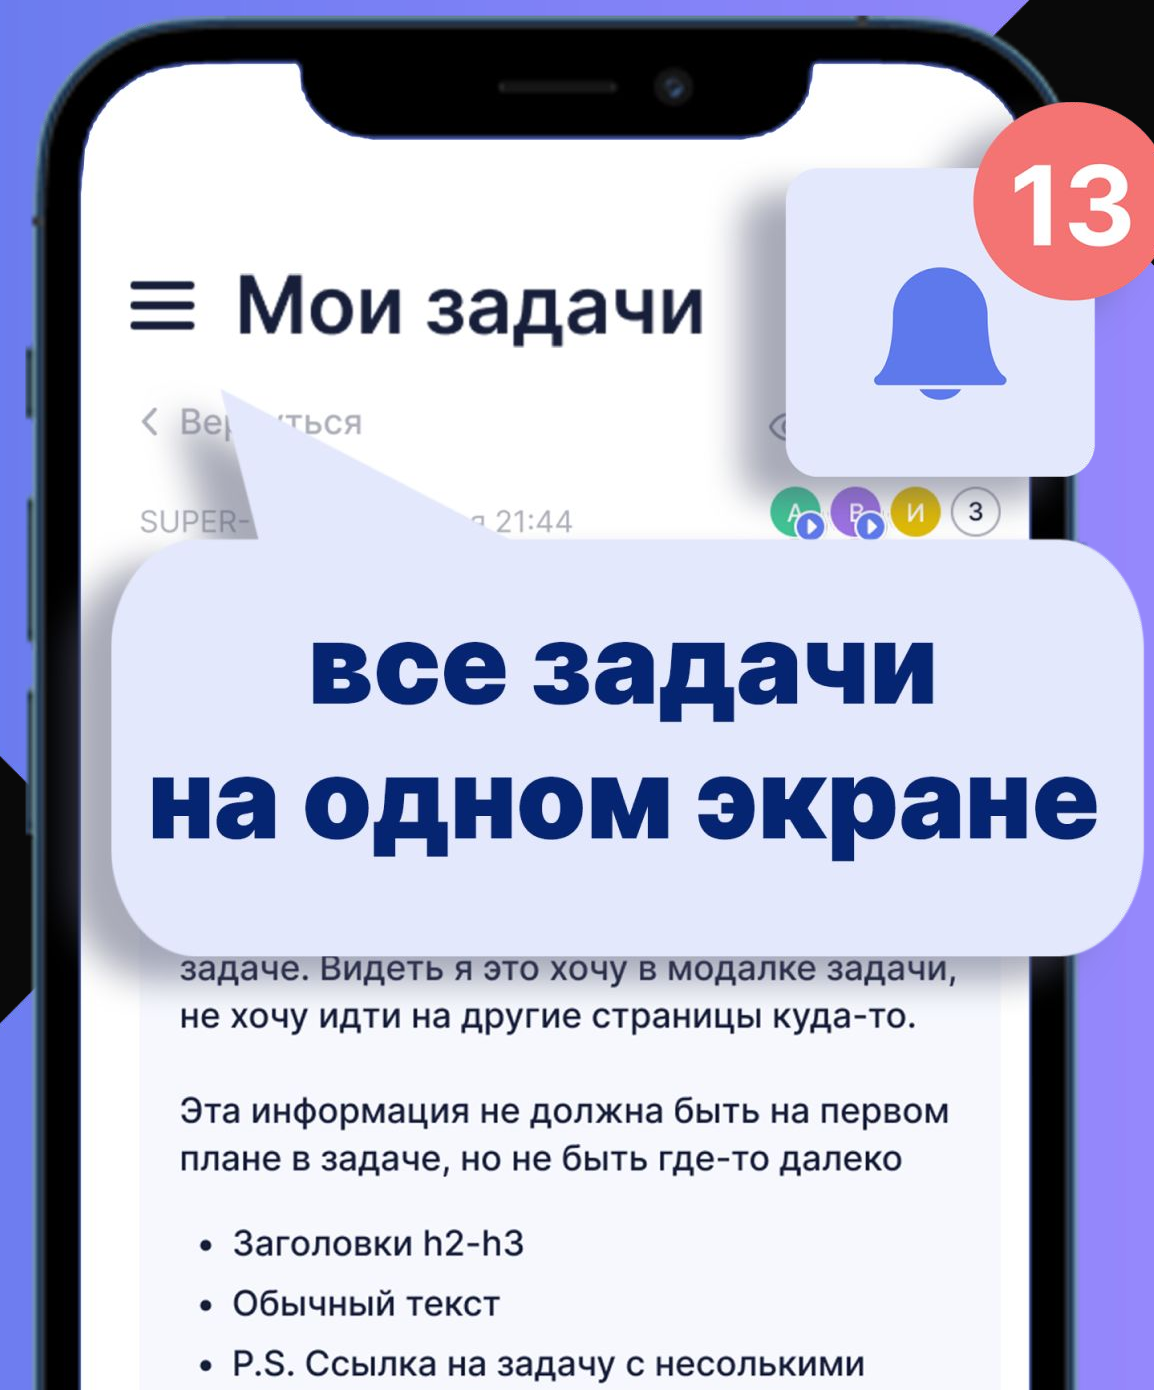 13
Мои задачи
SUPER-
21:44
А В И 3
все задачи
на одном экране
задаче. Видеть я это хочу в модалке задачи,
не хочу идти на другие страницы куда-то.
Эта информация не должна быть на первом
плане в задаче, но не быть где-то далеко
• Заголовки h2-h3
• Обычный текст
• P.S. Ссылка на задачу с несолькими